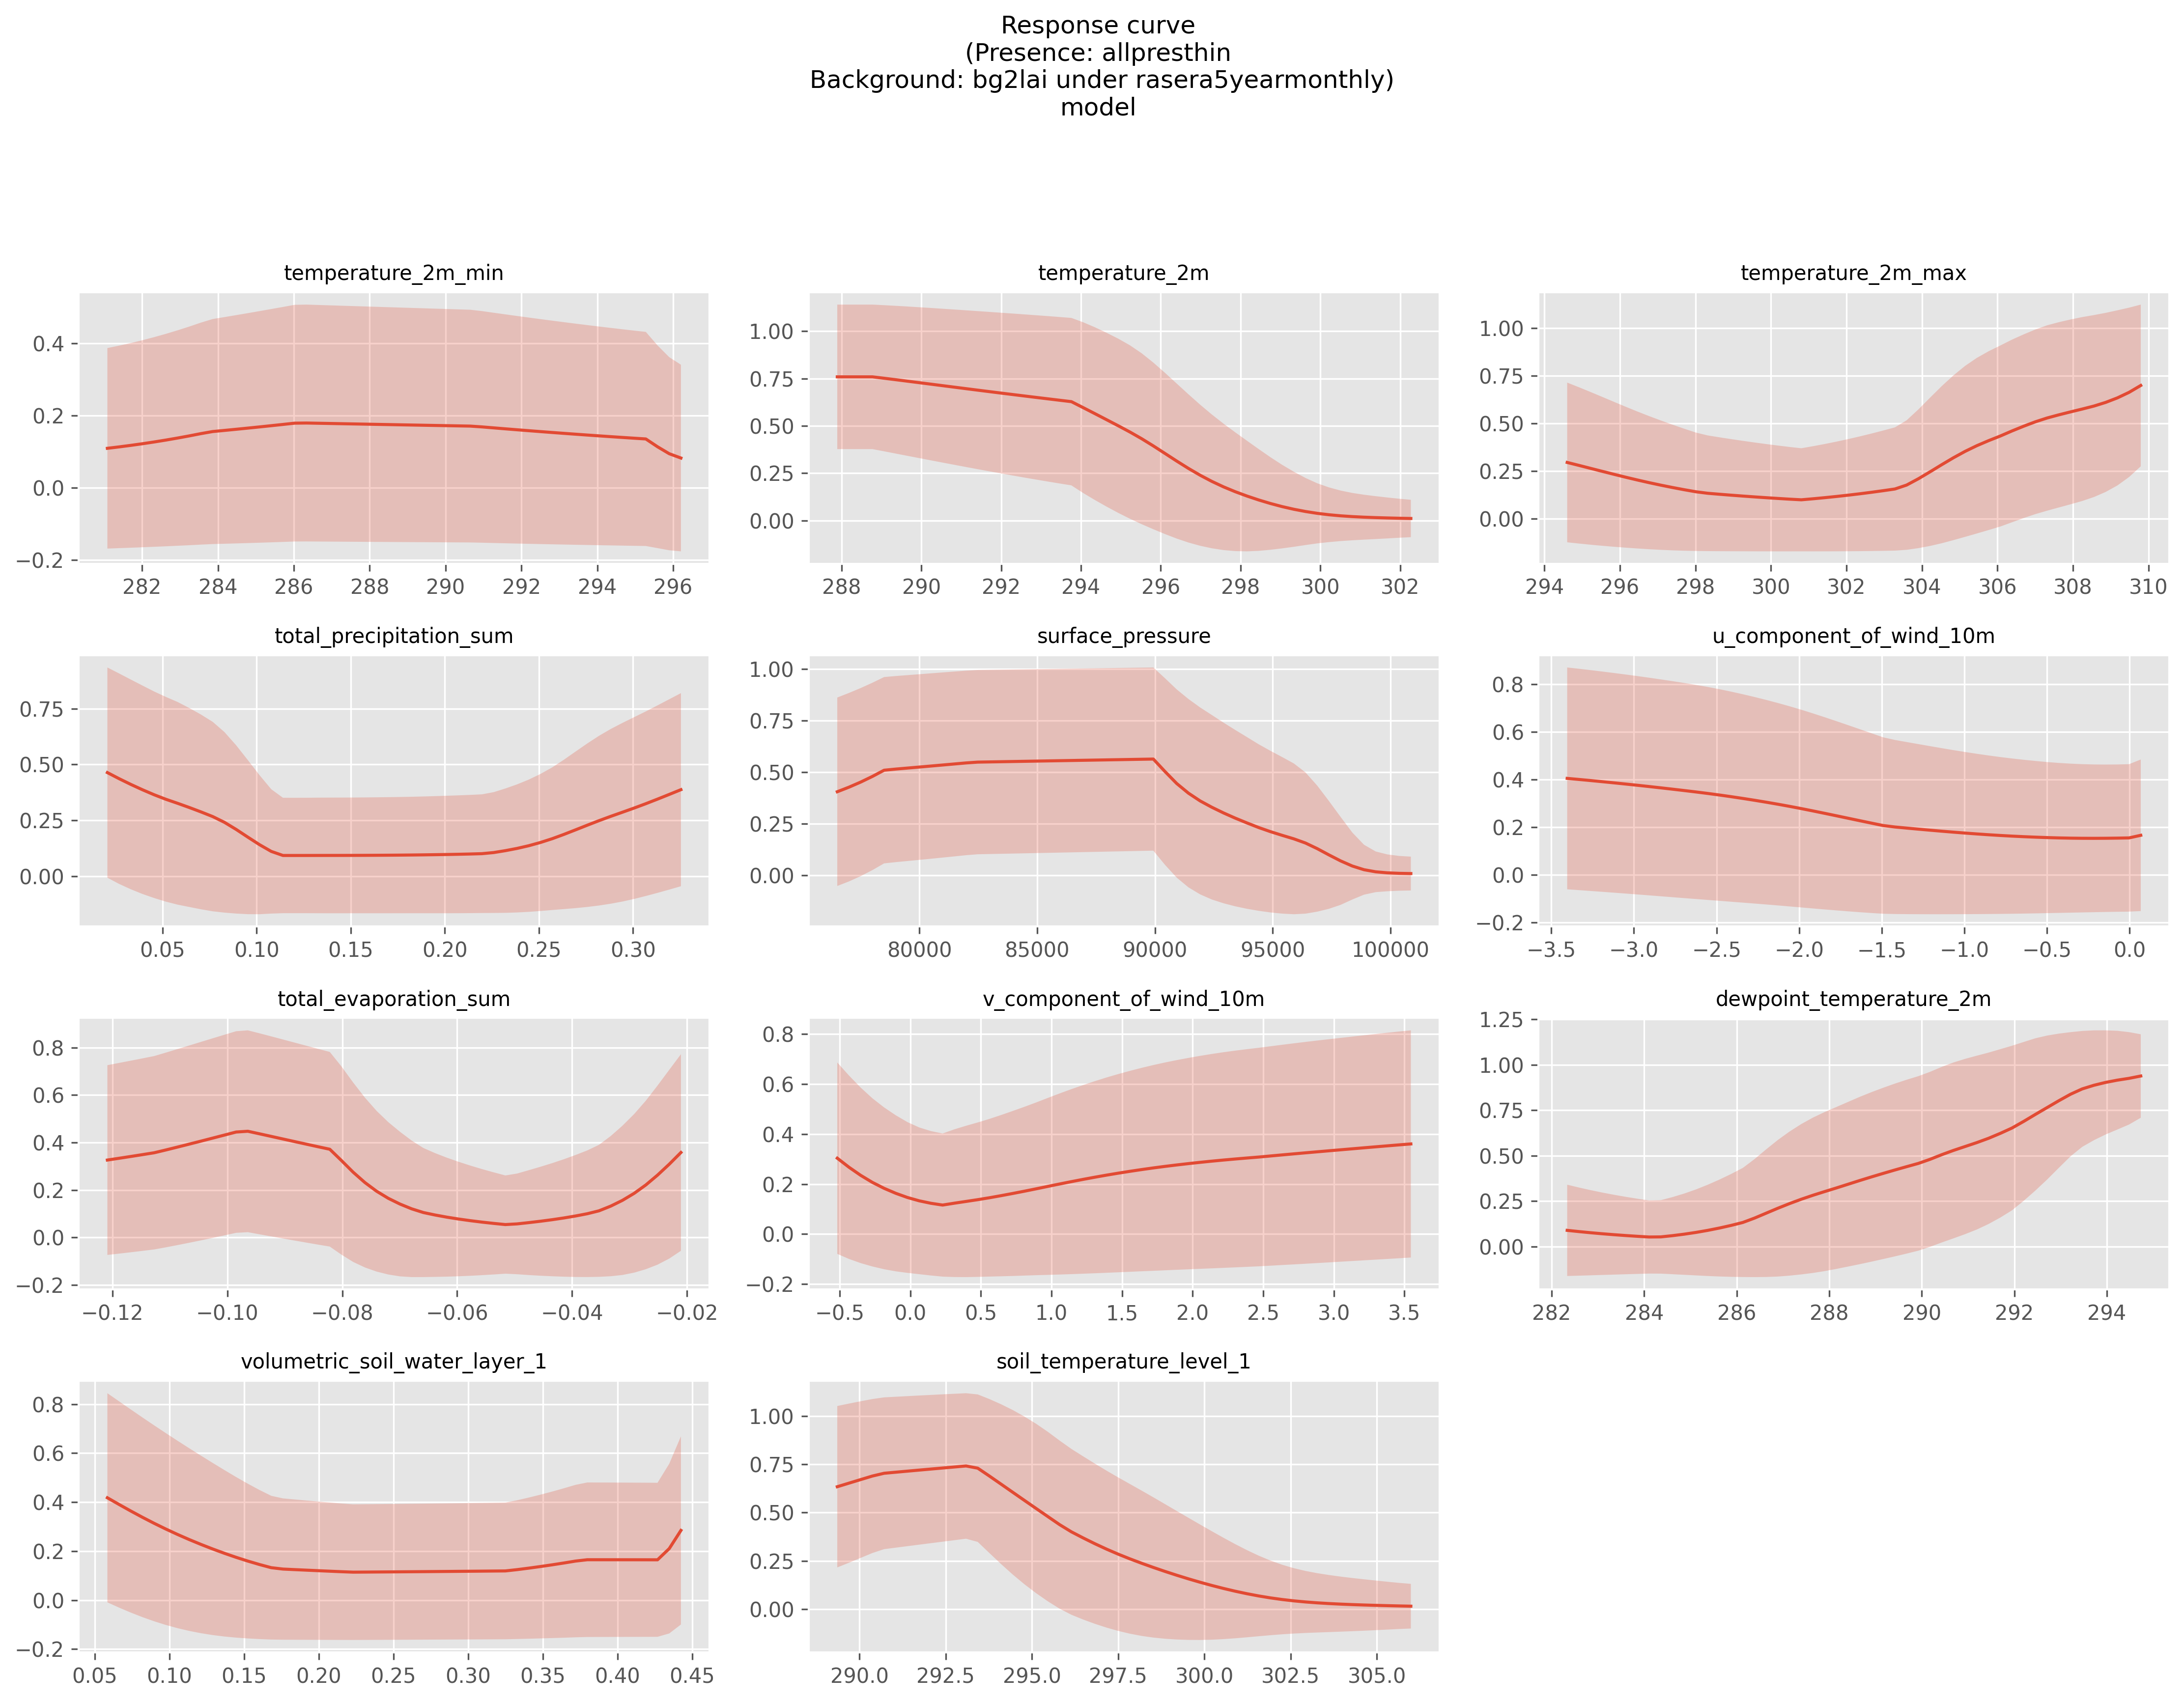 Response curve
(Presence: allpresthin
Background: bg2lai under rasera5yearmonthly)
model
temperature_2m_min
temperature_2m
temperature_2m_max
0.4
0.2
0.0
−0.2
282 284 286 288 290 292 294 296
1.00
0.75
0.50
0.25
0.00
288 290 292 294 296 298 300 302
1.00
0.75
0.50
0.25
0.00
294 296 298 300 302 304 306 308 310
total_precipitation_sum
surface_pressure
u_component_of_wind_10m
0.75
0.50
0.25
0.00
0.05 0.10 0.15 0.20 0.25 0.30
1.00
0.75
0.50
0.25
0.00
80000 85000 90000 95000 100000
0.8
0.6
0.4
0.2
0.0
−0.2
−3.5 −3.0 −2.5 −2.0 −1.5 −1.0 −0.5 0.0
total_evaporation_sum
v_component_of_wind_10m
dewpoint_temperature_2m
0.8
0.6
0.4
0.2
0.0
−0.2
−0.12 −0.10 −0.08 −0.06 −0.04 −0.02
0.8
0.6
0.4
0.2
0.0
−0.2
−0.5 0.0 0.5 1.0 1.5 2.0 2.5 3.0 3.5
1.25
1.00
0.75
0.50
0.25
0.00
282 284 286 288 290 292 294
volumetric_soil_water_layer_1
soil_temperature_level_1
0.8
0.6
0.4
0.2
0.0
−0.2
0.05 0.10 0.15 0.20 0.25 0.30 0.35 0.40 0.45
1.00
0.75
0.50
0.25
0.00
290.0 292.5 295.0 297.5 300.0 302.5 305.0